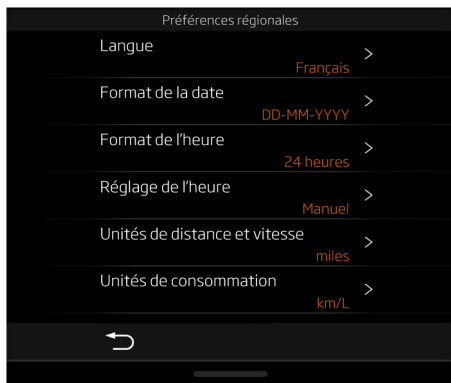 Préférences régionales
Langue
Français
Format de la date
DD-MM-YYYY
Format de l'heure
24 heures
Réglage de l'heure
Manuel
Unités de distance et vitesse
miles
Unités de consommation
km/L